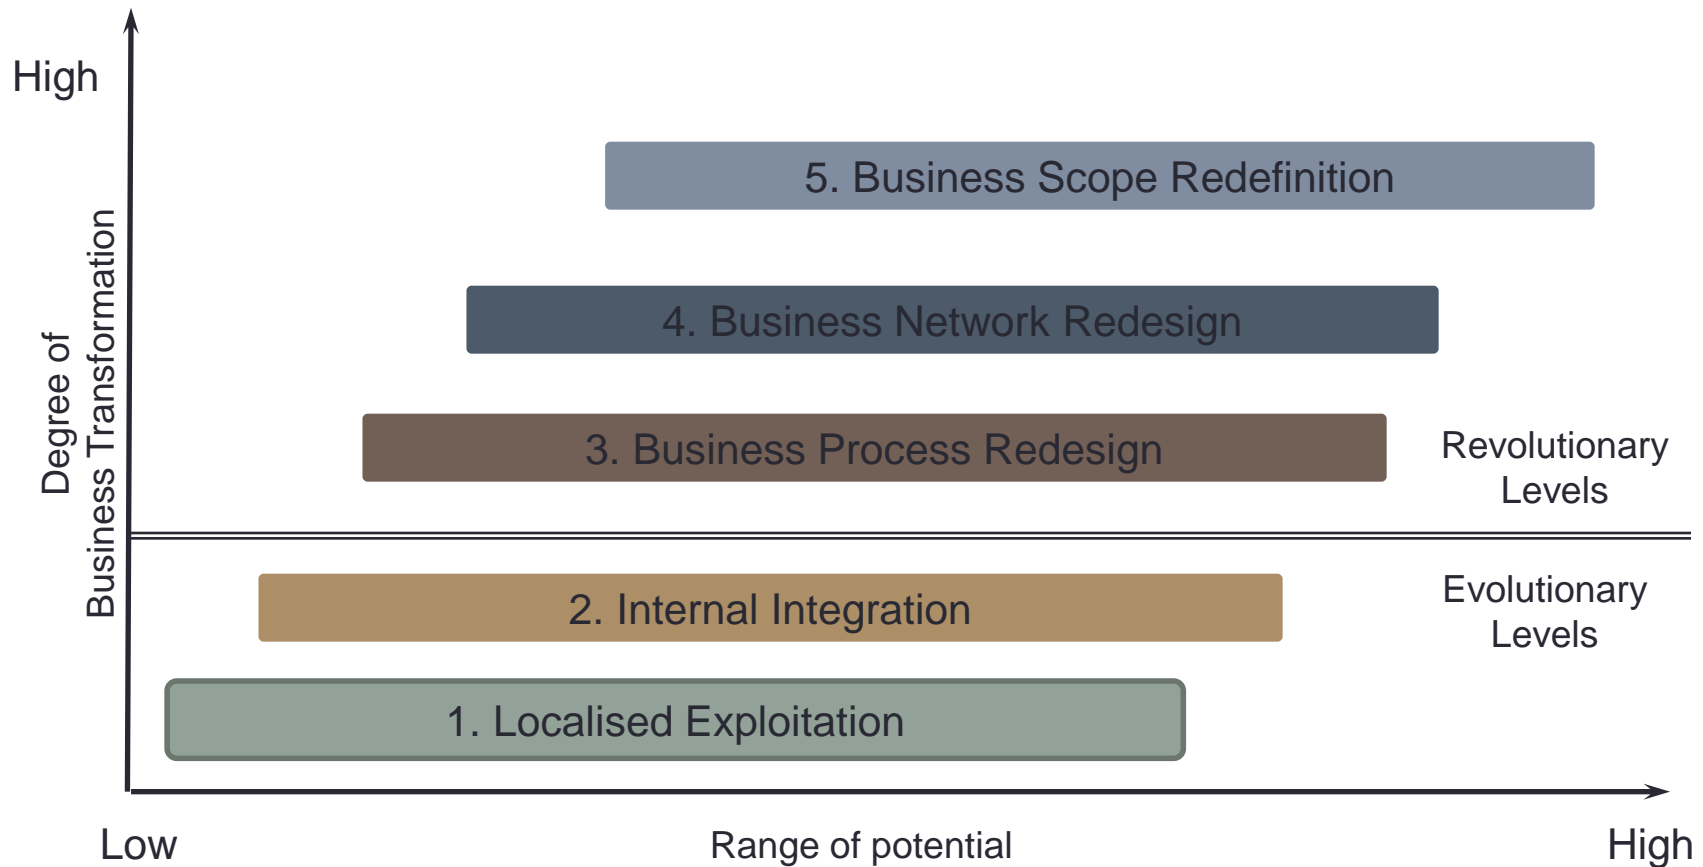 High
5. Business Scope Redefinition
4. Business Network Redesign
Degree of
Business Transformation
3. Business Process Redesign
Revolutionary
Levels
2. Internal Integration
Evolutionary
Levels
1. Localised Exploitation
Low
Range of potential
High